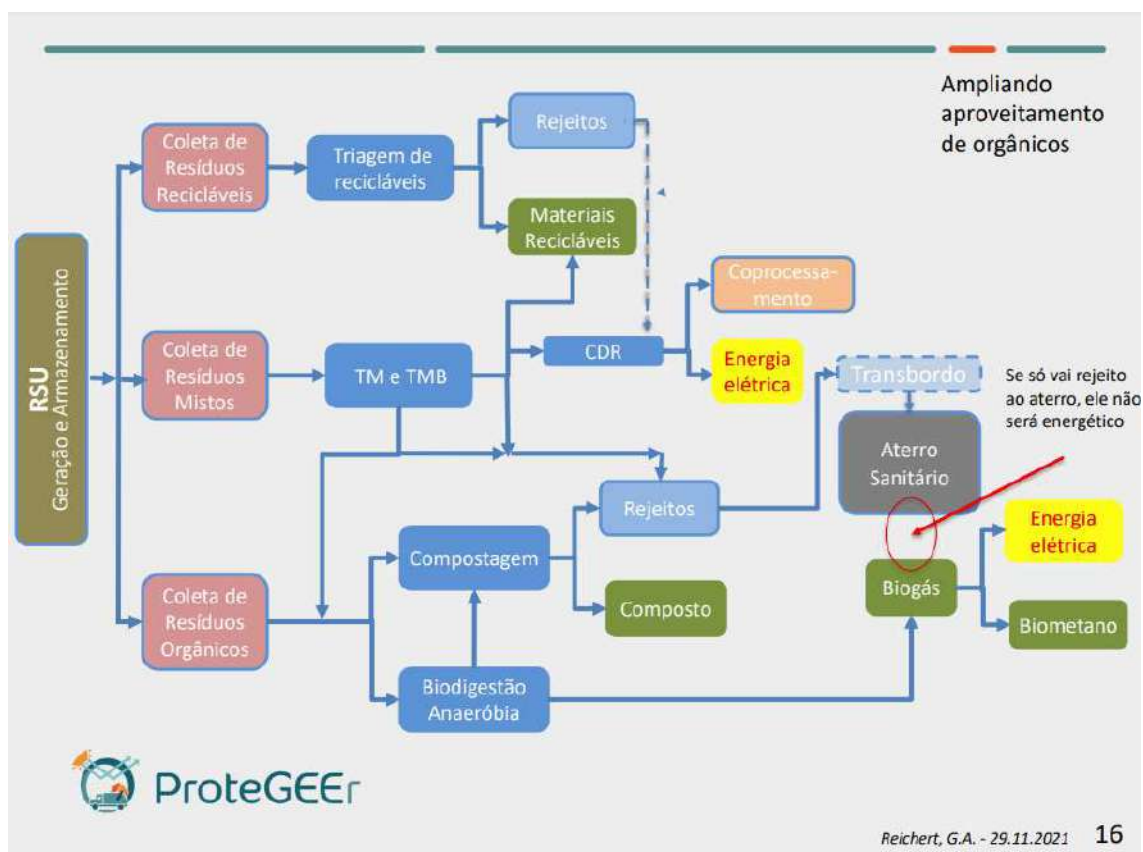 Ampliando
aproveitamento
de orgânicos
Rejeitos
Coleta de
Resíduos
Recicláveis
Triagem de
recicláveis
Materiais
Recicláveis
Coprocessa-
mento
RSU
Geração e Armazenamento
Coleta de
Resíduos
Mistos
TM e TMB
CDR
Energia
elétrica
Transbordo
Se só vai rejeito
ao aterro, ele não
será energético
Aterro
Sanitário
Rejeitos
Energia
elétrica
Compostagem
Biogás
Coleta de
Resíduos
Orgânicos
Composto
Biometano
Biodigestão
Anaeróbia
ProteGEEr
Reichert, G.A. - 29.11.2021 16